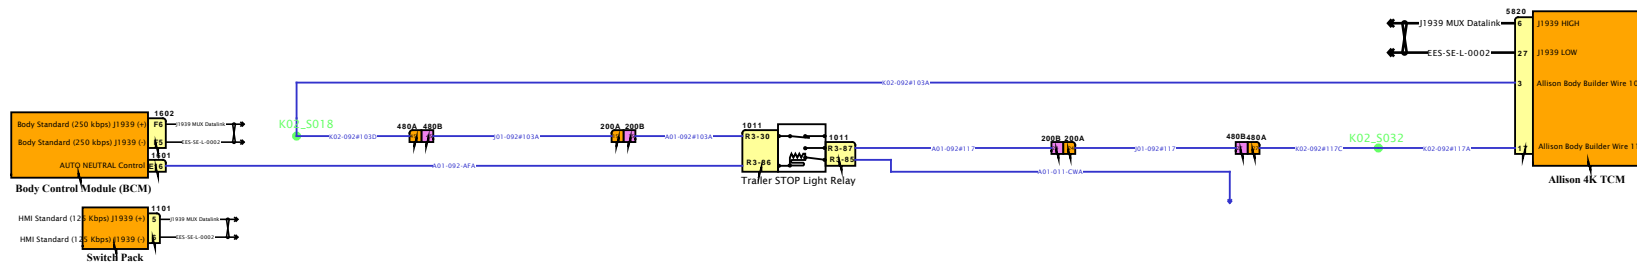 5820
J1939 MUX Datalink 6 J1939 HIGH
EES-SE-L-0002 27 J1939 LOW
K02-092#103A 3 Allison Body Builder Wire 10
1602
Body Standard (250 kbps) J1939 (+) F6 J1939 MUX Datalink
Body Standard (250 kbps) J1939 (-) EES-SE-L-0002
1601
AUTO NEUTRAL Control
Body Control Module (BCM)
K02_S018
K02-092#103D
480A 480B
J01-092#103A
200A 200B
A01-092#103A
A01-092-AFA
1011
R3-30
R3-86
1011
R3-87
R3-85
Trailer STOP Light Relay
A01-092#117
200B 200A
J01-092#117
480B 480A
K02-092#117C
K02_S032
K02-092#117A
Allison Body Builder Wire 1
A01-011-CWA
Allison 4K TCM
1101
HMI Standard (125 Kbps) J1939 (+) 5 J1939 MUX Datalink
HMI Standard (125 Kbps) J1939 (-) EES-SE-L-0002
Switch Pack